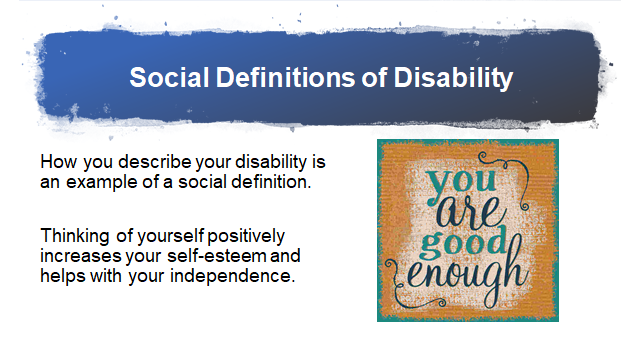 Social Definitions of Disability
How you describe your disability is
an example of a social definition.
Thinking of yourself positively
increases your self-esteem and
helps with your independence.
you
are
good
enough